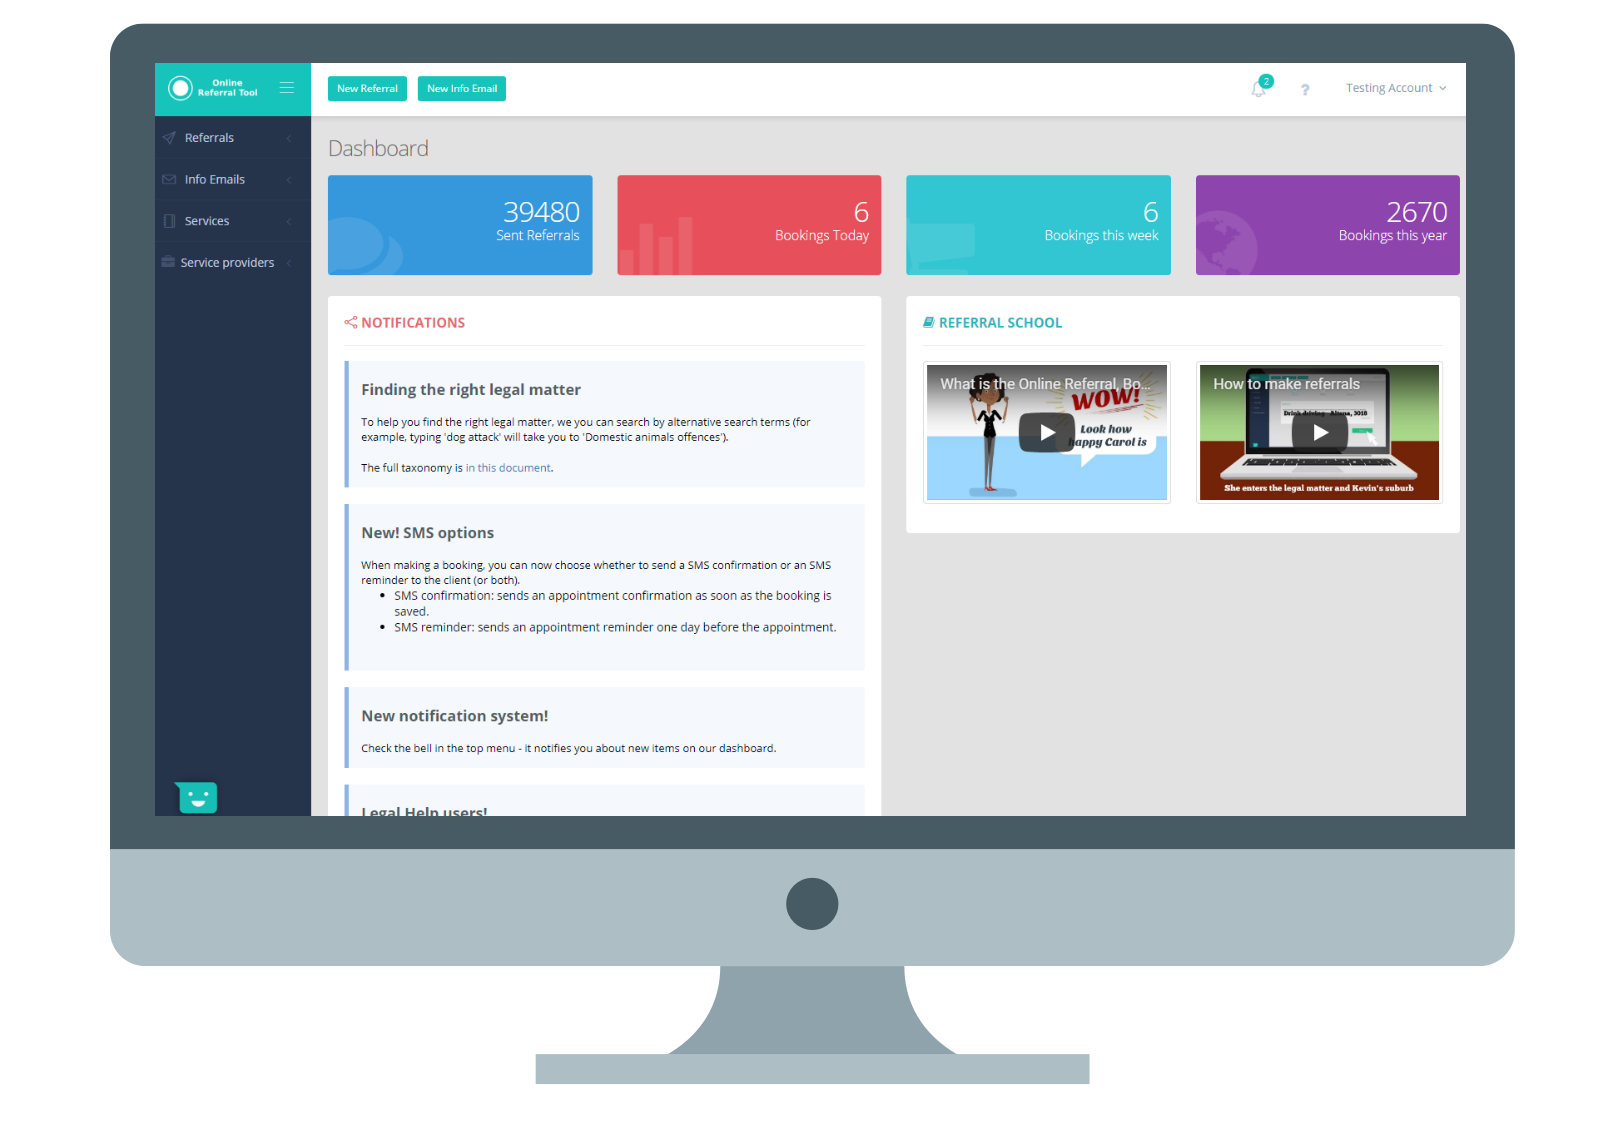 Online
Referral Tool
New Referral
New Info Email
2
?
Testing Account
Referrals
Info Emails
Services
Service providers
Dashboard
39480
Sent Referrals
6
Bookings Today
6
Bookings this week
2670
Bookings this year
NOTIFICATIONS
Finding the right legal matter
To help you find the right legal matter, we you can search by alternative search terms (for
example, typing 'dog attack' will take you to 'Domestic animals offences').
The full taxonomy is in this document.
New! SMS options
When making a booking, you can now choose whether to send a SMS confirmation or an SMS
reminder to the client (or both).
• SMS confirmation: sends an appointment confirmation as soon as the booking is
saved.
• SMS reminder: sends an appointment reminder one day before the appointment.
New notification system!
Check the bell in the top menu - it notifies you about new items on our dashboard.
Legal Help users!
REFERRAL SCHOOL
What is the Online Referral Bo...
WOW!
Look how
happy Carol is
How to make referrals
Drink driving - Altona, 3018
She enters the legal matter and Kevin's suburb